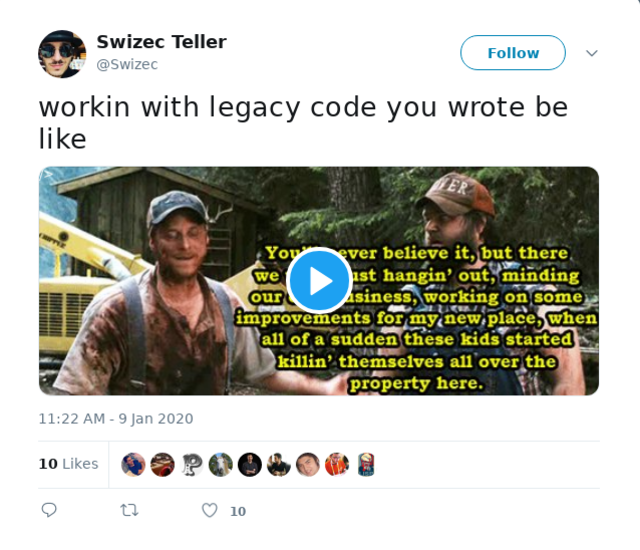 Swizec Teller
@Swizec
Follow
workin with legacy code you wrote be
like
ever believe it, but there
we hangin' out, minding
our working on some
improvements for my new place, when
all of a sudden these kids started
killin' themselves all over the
property here.
11:22 AM - 9 Jan 2020
10 Likes
10